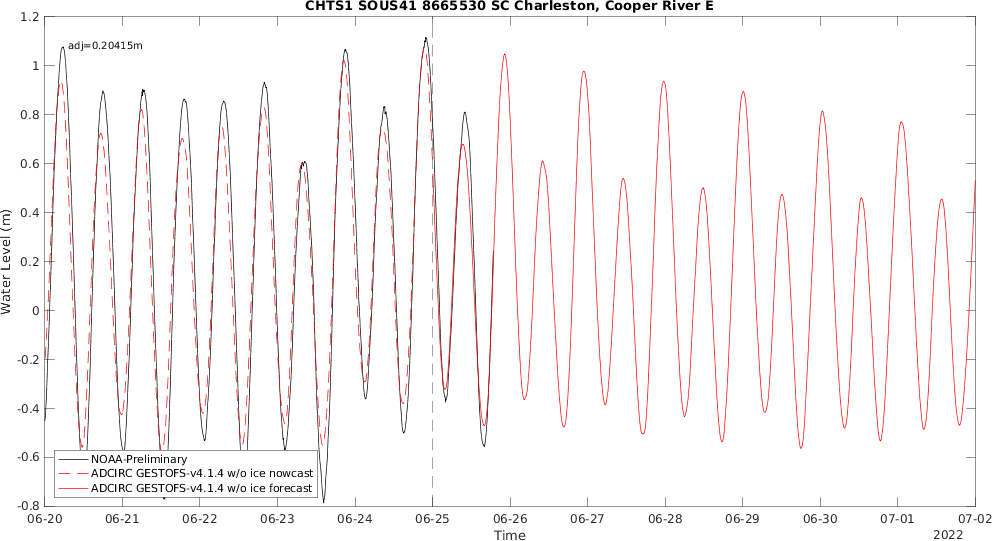 CHTS1 SOUS41 8665530 SC Charleston, Cooper River E
adj=0.20415m
1.2
1
0.8
0.6
0.4
0.2
0
-0.2
-0.4
-0.6
-0.8
Water Level (m)
NOAA-Preliminary
ADCIRC GESTOFS-v4.1.4 w/o ice nowcast
ADCIRC GESTOFS-v4.1.4 w/o ice forecast
06-20 06-21 06-22 06-23 06-24 06-25 06-26 06-27 06-28 06-29 06-30 07-01 07-02
Time
2022